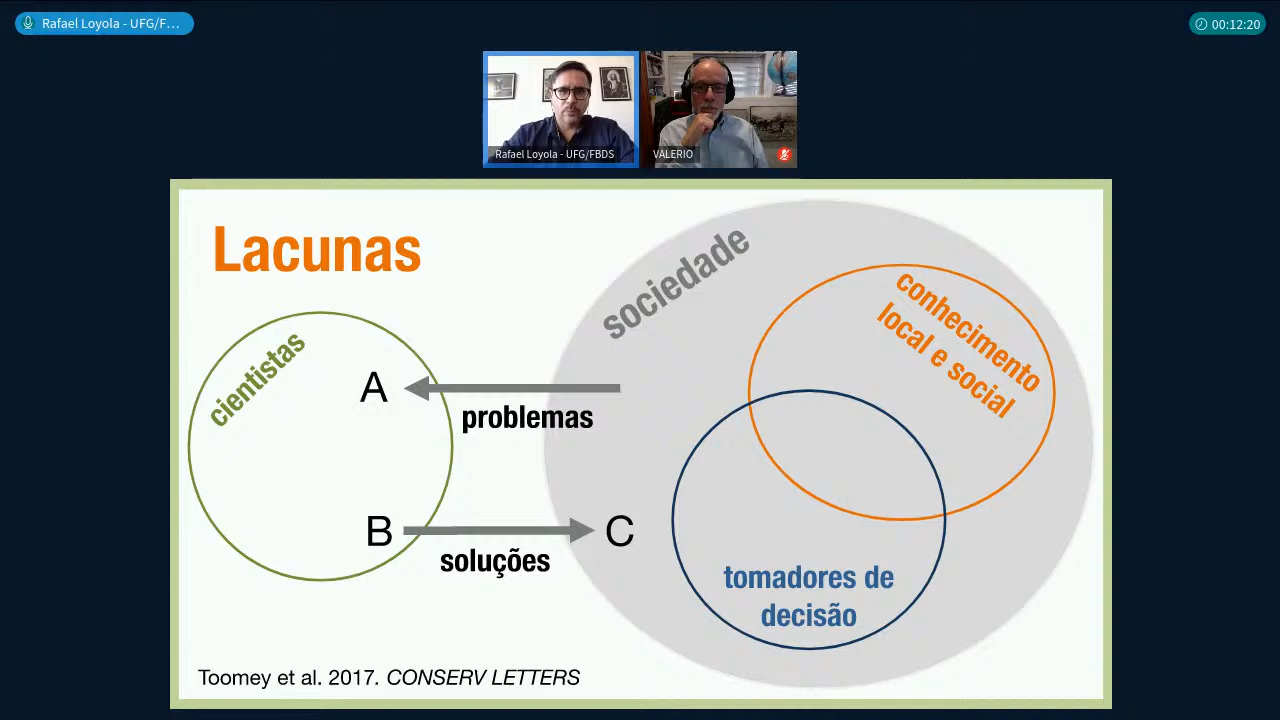 Rafael Loyola - UFG/F…
00:12:20
Rafael Loyola - UFG/FBDS
VALERIO
Lacunas
sociedade
conhecimento
local e social
cientistas
A
problemas
B
C
soluções
tomadores de
decisão
Toomey et al. 2017. CONSERV LETTERS